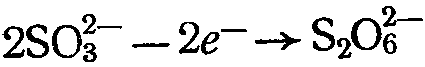 2SO₃²⁻ — 2e⁻ → S₂O₆²⁻